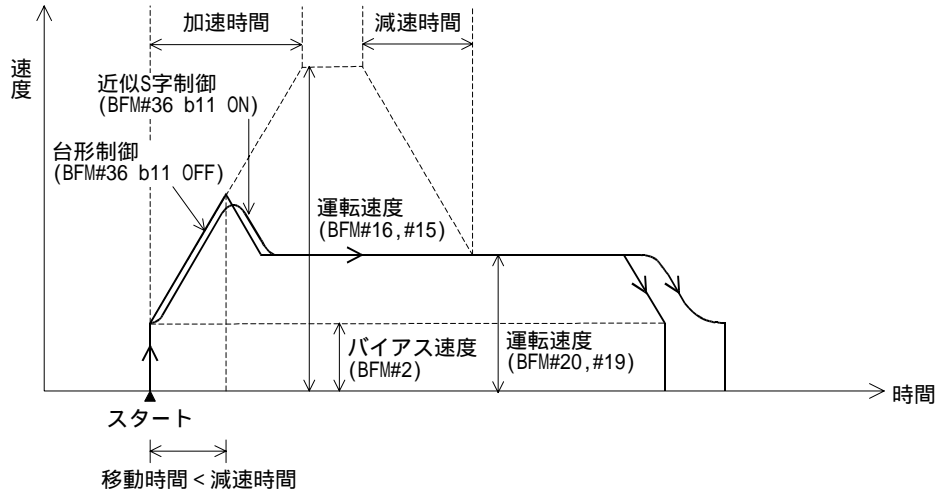 加速時間
減速時間
速度
近似S字制御
(BFM#36 b11 ON)
台形制御
(BFM#36 b11 OFF)
運転速度
(BFM#16,#15)
バイアス速度
(BFM#2)
運転速度
(BFM#20,#19)
時間
スタート
移動時間＜減速時間